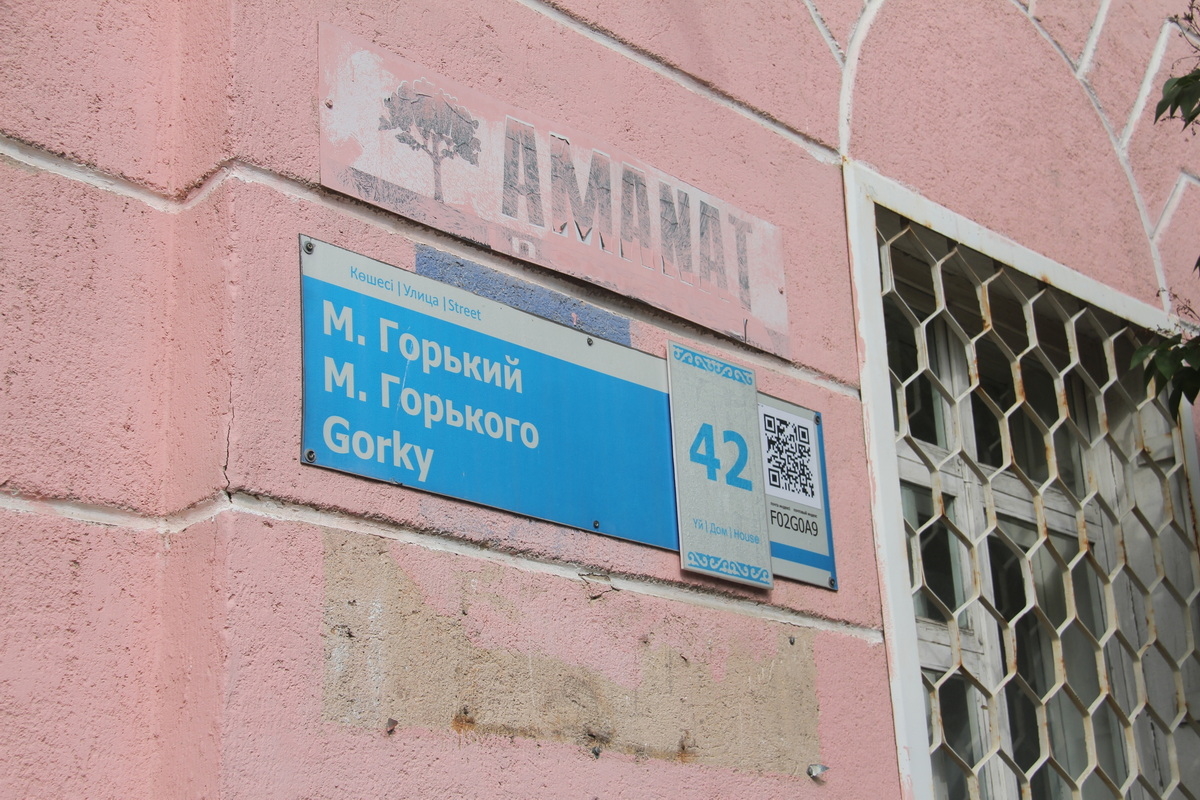 AMANAT
Көшесі | Улица | Street
М. Горький
М. Горького
Gorky
42
Үй | Дом | House
F02G0A9